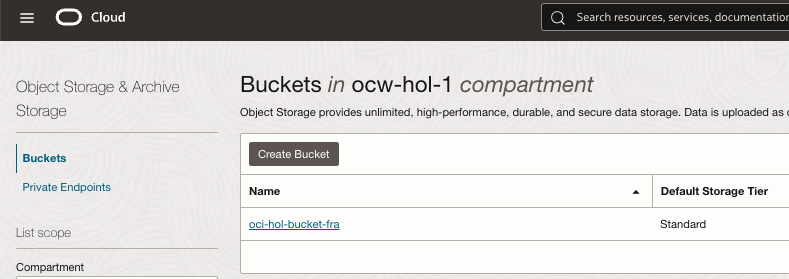 Cloud
Search resources, services, documentation
Object Storage & Archive
Storage
Buckets
Private Endpoints
List scope
Compartment
Buckets in ocw-hol-1 compartment
Object Storage provides unlimited, high-performance, durable, and secure data storage. Data is uploaded as
Create Bucket
Name
Default Storage Tier
oci-hol-bucket-fra
Standard